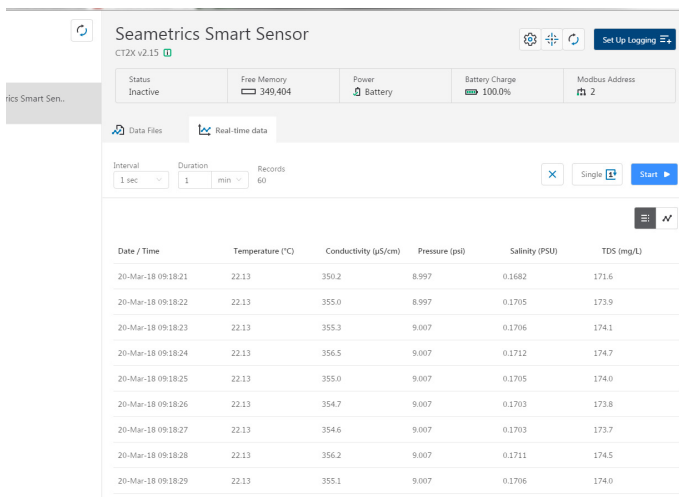 Seametrics Smart Sensor
CT2X v2.15
Set Up Logging
Status Free Memory Power Battery Charge Modbus Address
Inactive 349,404 Battery 100.0% 2
rics Smart Sen..
Data Files Real-time data
Interval Duration Records
1 sec 1 min 60
Single Start
Date / Time Temperature (°C) Conductivity (µS/cm) Pressure (psi) Salinity (PSU) TDS (mg/L)
20-Mar-18 09:18:21 22.13 350.2 8.997 0.1682 171.6
20-Mar-18 09:18:22 22.13 355.0 8.997 0.1705 173.9
20-Mar-18 09:18:23 22.13 355.3 9.007 0.1706 174.1
20-Mar-18 09:18:24 22.13 356.5 9.007 0.1712 174.7
20-Mar-18 09:18:25 22.13 355.0 9.007 0.1705 174.0
20-Mar-18 09:18:26 22.13 354.7 9.007 0.1703 173.8
20-Mar-18 09:18:27 22.13 354.6 9.007 0.1703 173.7
20-Mar-18 09:18:28 22.13 356.2 9.007 0.1711 174.5
20-Mar-18 09:18:29 22.13 355.1 9.007 0.1706 174.0